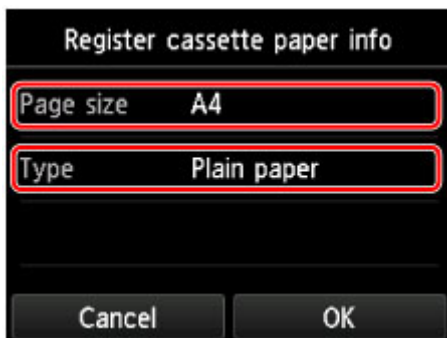 Register cassette paper info
Page size A4
Type Plain paper
Cancel OK